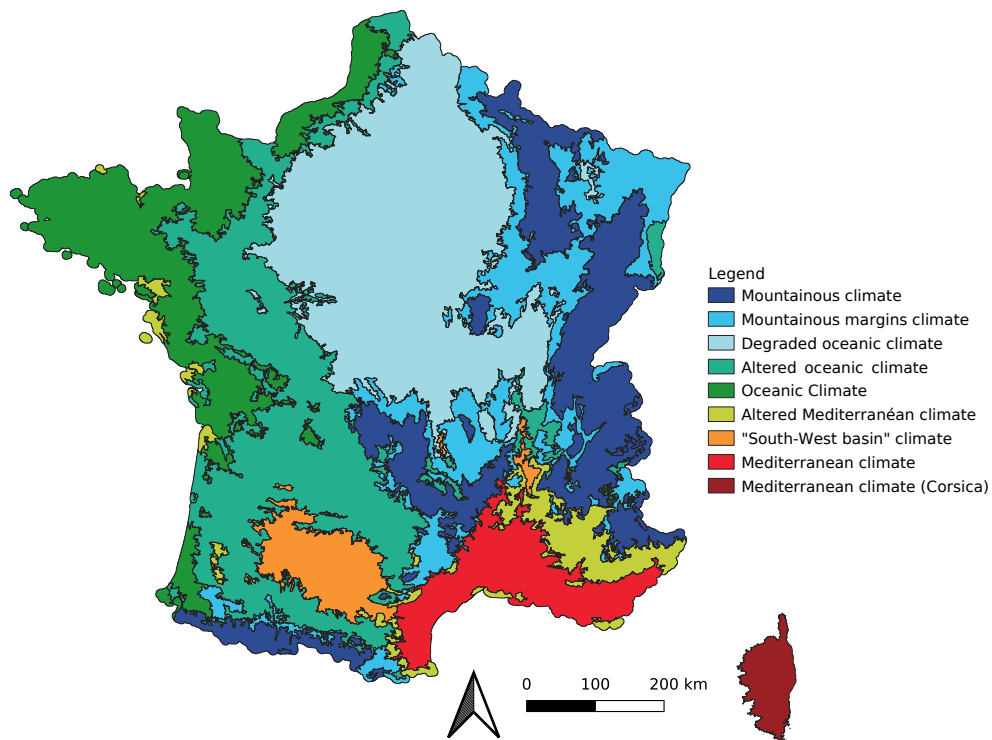 Legend
Mountainous climate
Mountainous margins climate
Degraded oceanic climate
Altered oceanic climate
Oceanic Climate
Altered Mediterranéan climate
"South-West basin" climate
Mediterranean climate
Mediterranean climate (Corsica)
0 100 200 km